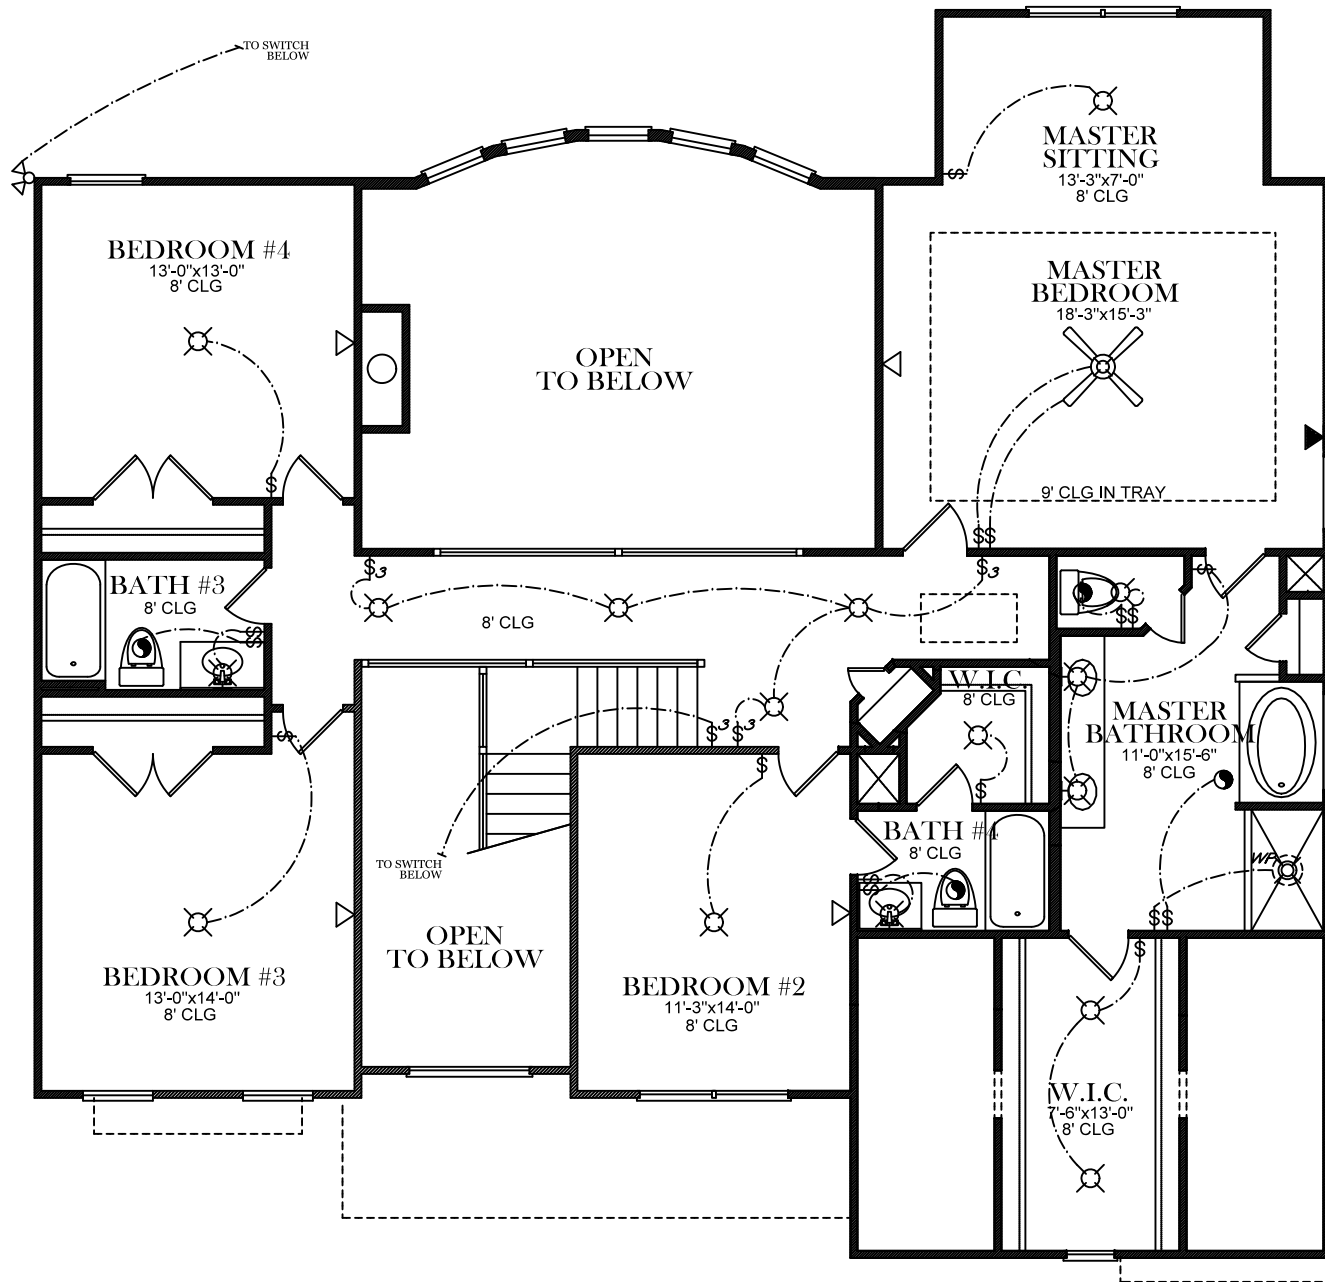 TO SWITCH
BELOW
MASTER
SITTING
13'-3"x7'-0"
8' CLG
$
BEDROOM #4
13'-0"x13'-0"
8' CLG
MASTER
BEDROOM
18'-3"x15'-3"
OPEN
TO BELOW
9' CLG IN TRAY
$
$$
$3
$3
$
BATH #3
8' CLG
8' CLG
$$
$$
W.I.C.
8' CLG
MASTER
BATHROOM
11'-0"x15'-6"
8' CLG
$3
$3
$
$
$
BATH #4
8' CLG
TO SWITCH
BELOW
WP
$$
$$
$
OPEN
TO BELOW
BEDROOM #3
13'-0"x14'-0"
8' CLG
BEDROOM #2
11'-3"x14'-0"
8' CLG
W.I.C.
7'-6"x13'-0"
8' CLG